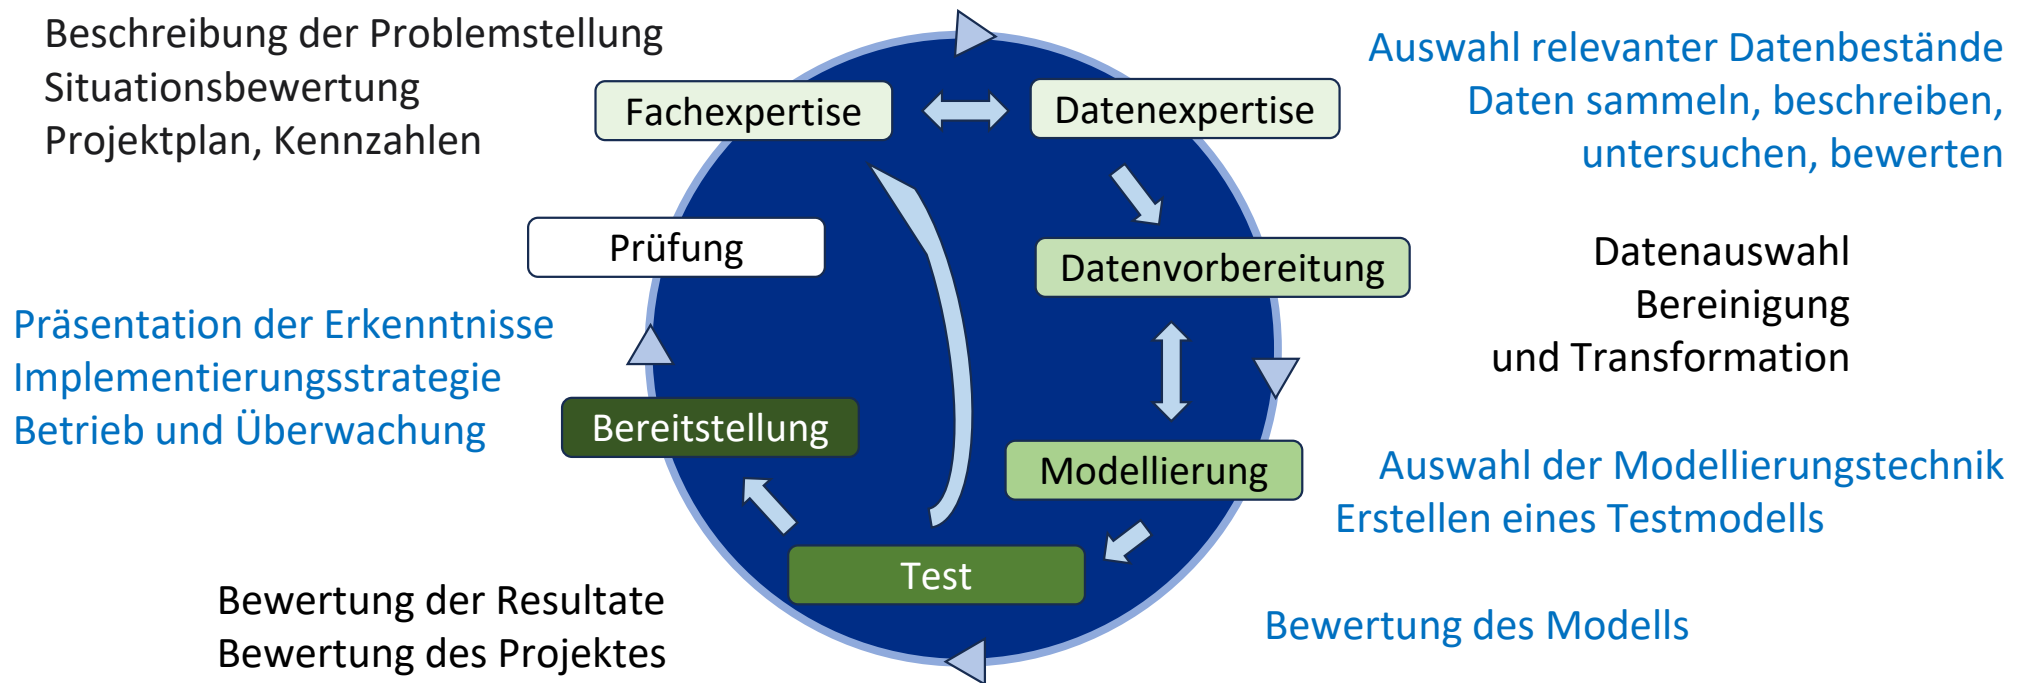 Beschreibung der Problemstellung
Situationsbewertung
Projektplan, Kennzahlen
Fachexpertise
Datenexpertise
Auswahl relevanter Datenbestände
Daten sammeln, beschreiben,
untersuchen, bewerten
Prüfung
Datenvorbereitung
Datenauswahl
Bereinigung
und Transformation
Präsentation der Erkenntnisse
Implementierungsstrategie
Betrieb und Überwachung
Bereitstellung
Modellierung
Auswahl der Modellierungstechnik
Erstellen eines Testmodells
Test
Bewertung der Resultate
Bewertung des Projektes
Bewertung des Modells